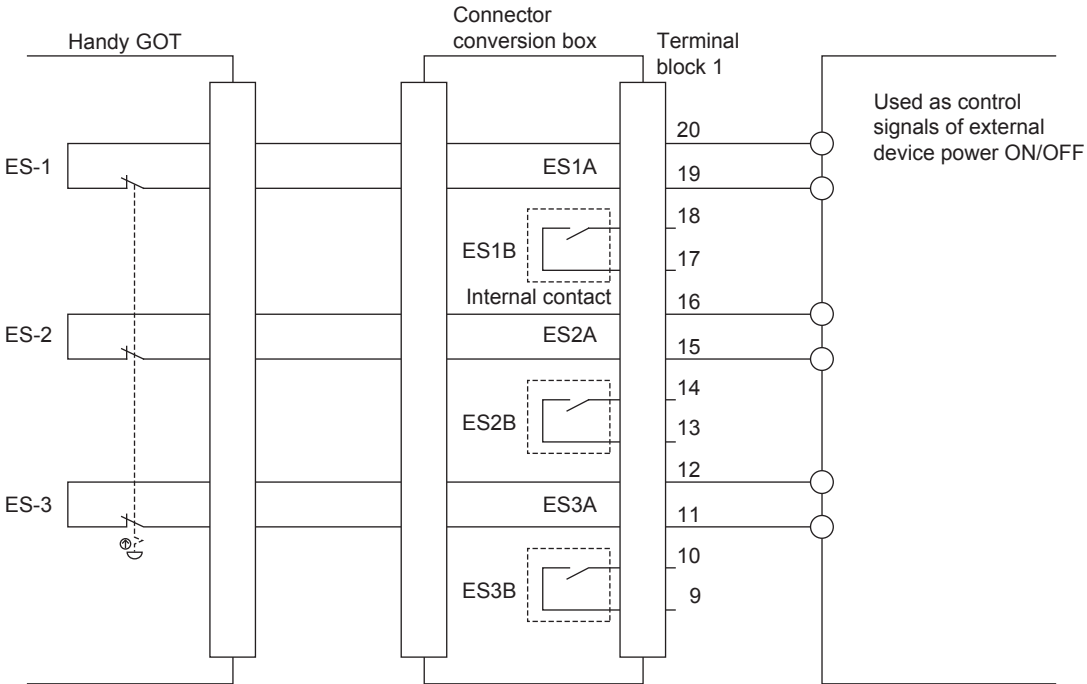 Handy GOT
Connector
conversion box
Terminal
block 1
Used as control
signals of external
device power ON/OFF
20
ES-1
ES1A
19
18
ES1B
17
Internal contact
16
ES-2
ES2A
15
14
ES2B
13
12
ES-3
ES3A
11
10
ES3B
9